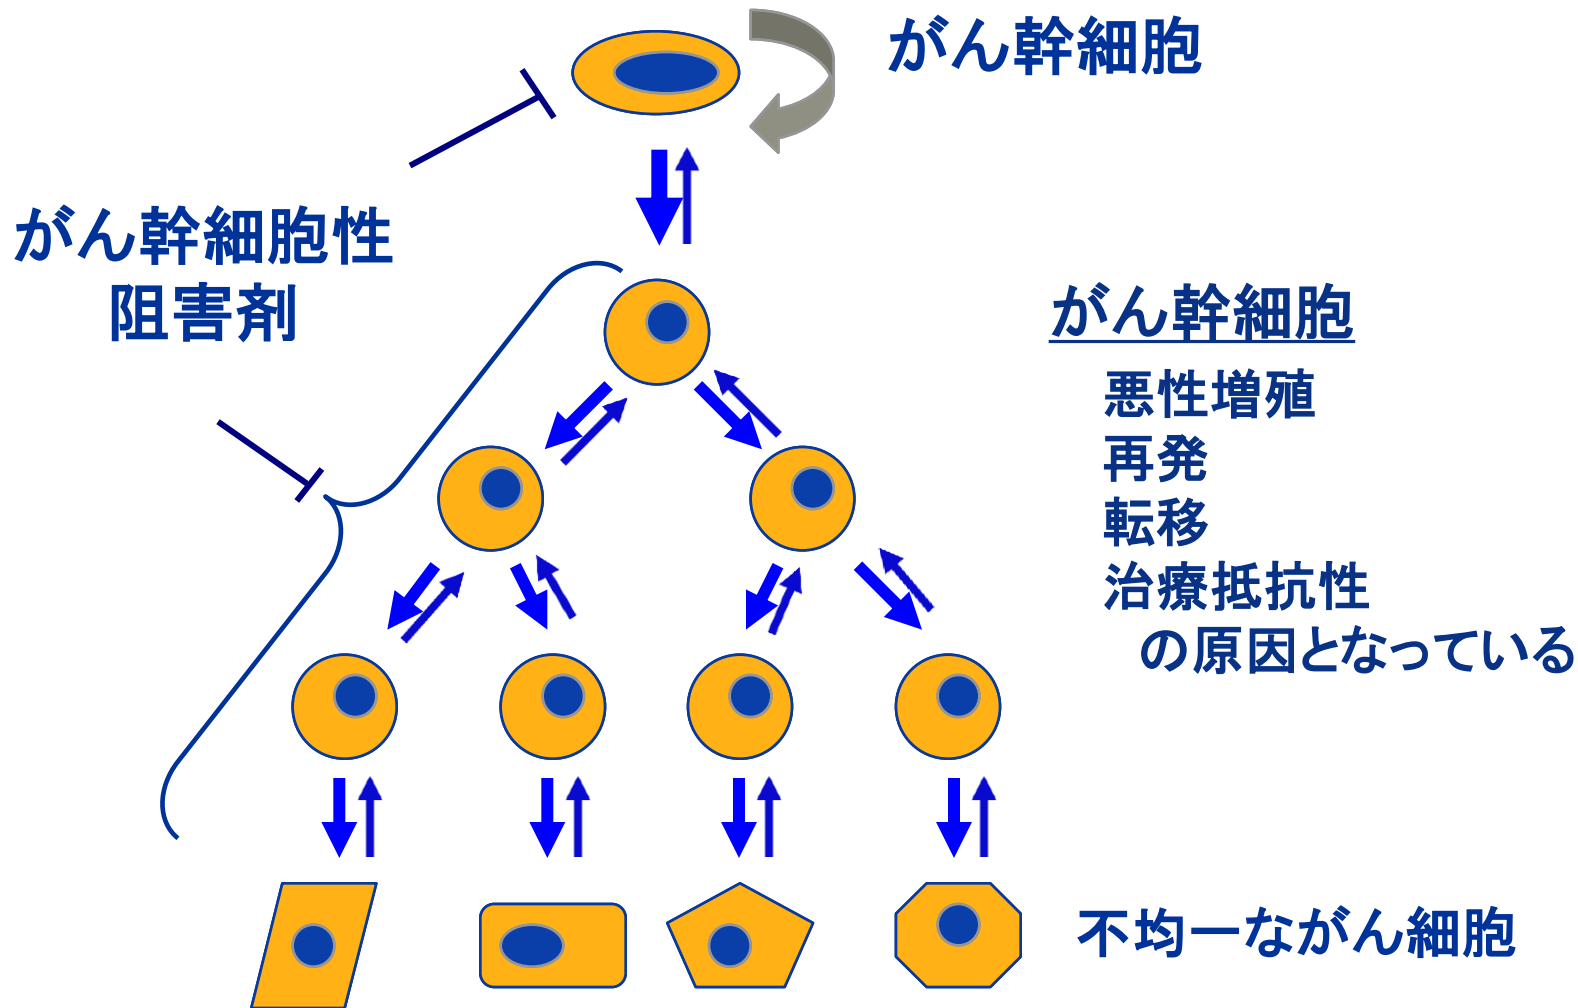 がん幹細胞
がん幹細胞性
阻害剤
がん幹細胞
悪性増殖
再発
転移
治療抵抗性
の原因となっている
不均一ながん細胞